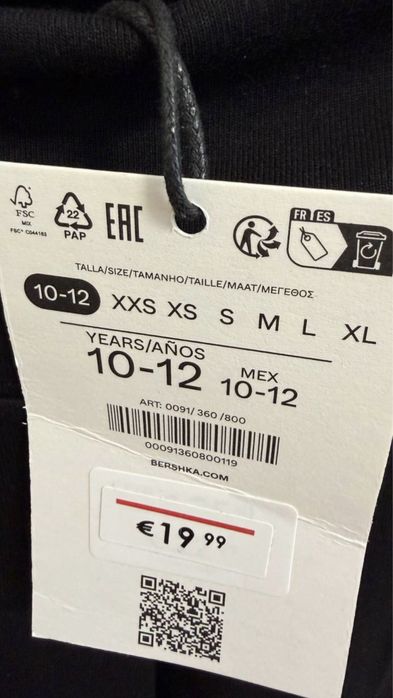 FSC
MIX
FSC® C044163
22
PAP
EAC
FR ES
TALLA/SIZE/TAMANHO/TAILLE/MAAT/ΜΕΓΕΘΟΣ
10-12 XXS XS S M L XL
YEARS/AÑOS
10-12
MEX
10-12
ART: 0091/ 360 /800
00091360800119
BERSHKA.COM
€19 99